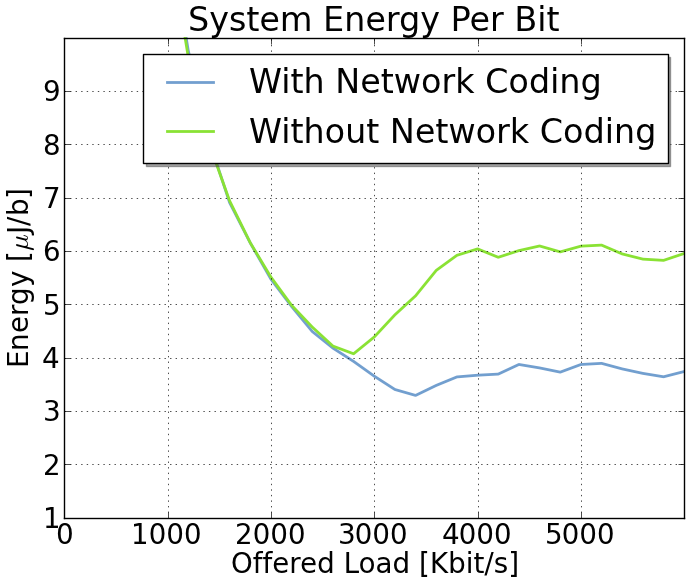 System Energy Per Bit
With Network Coding
Without Network Coding
Energy [μJ/b]
9
8
7
6
5
4
3
2
1
0 1000 2000 3000 4000 5000
Offered Load [Kbit/s]